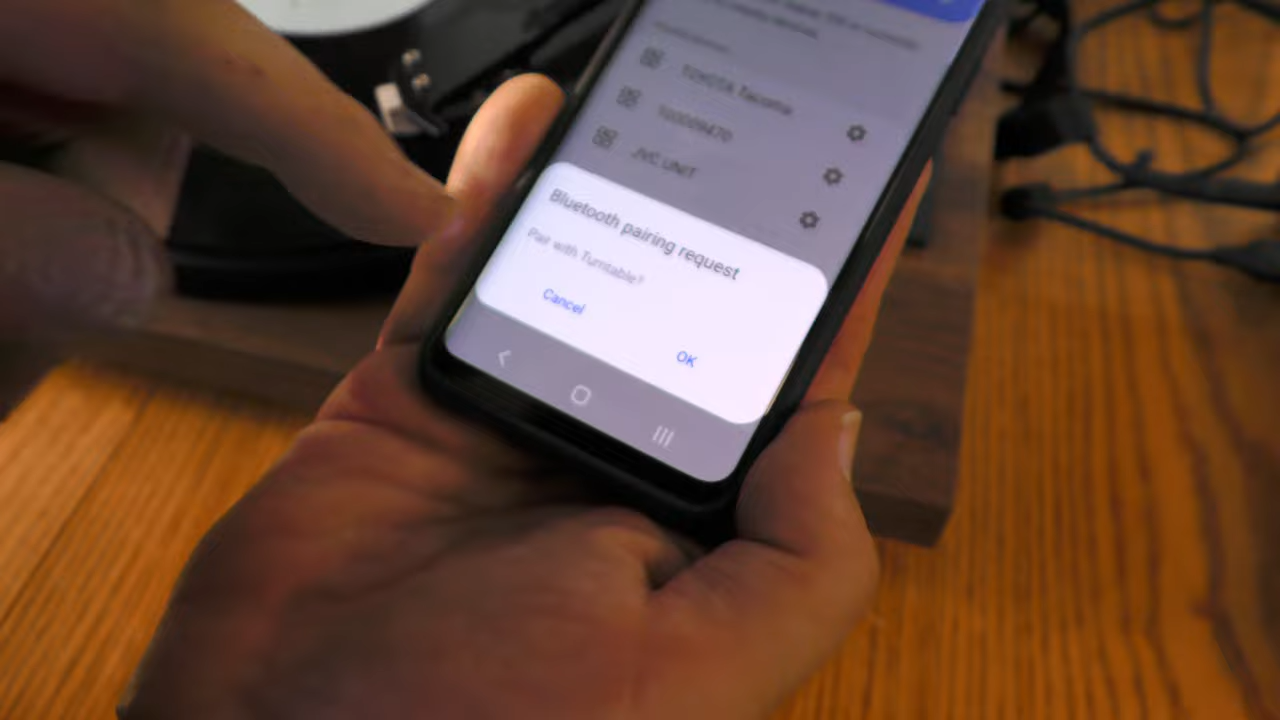 TOYOTA Tacoma
JVC UNIT
Bluetooth pairing request
Pair with Turntable?
Cancel
OK